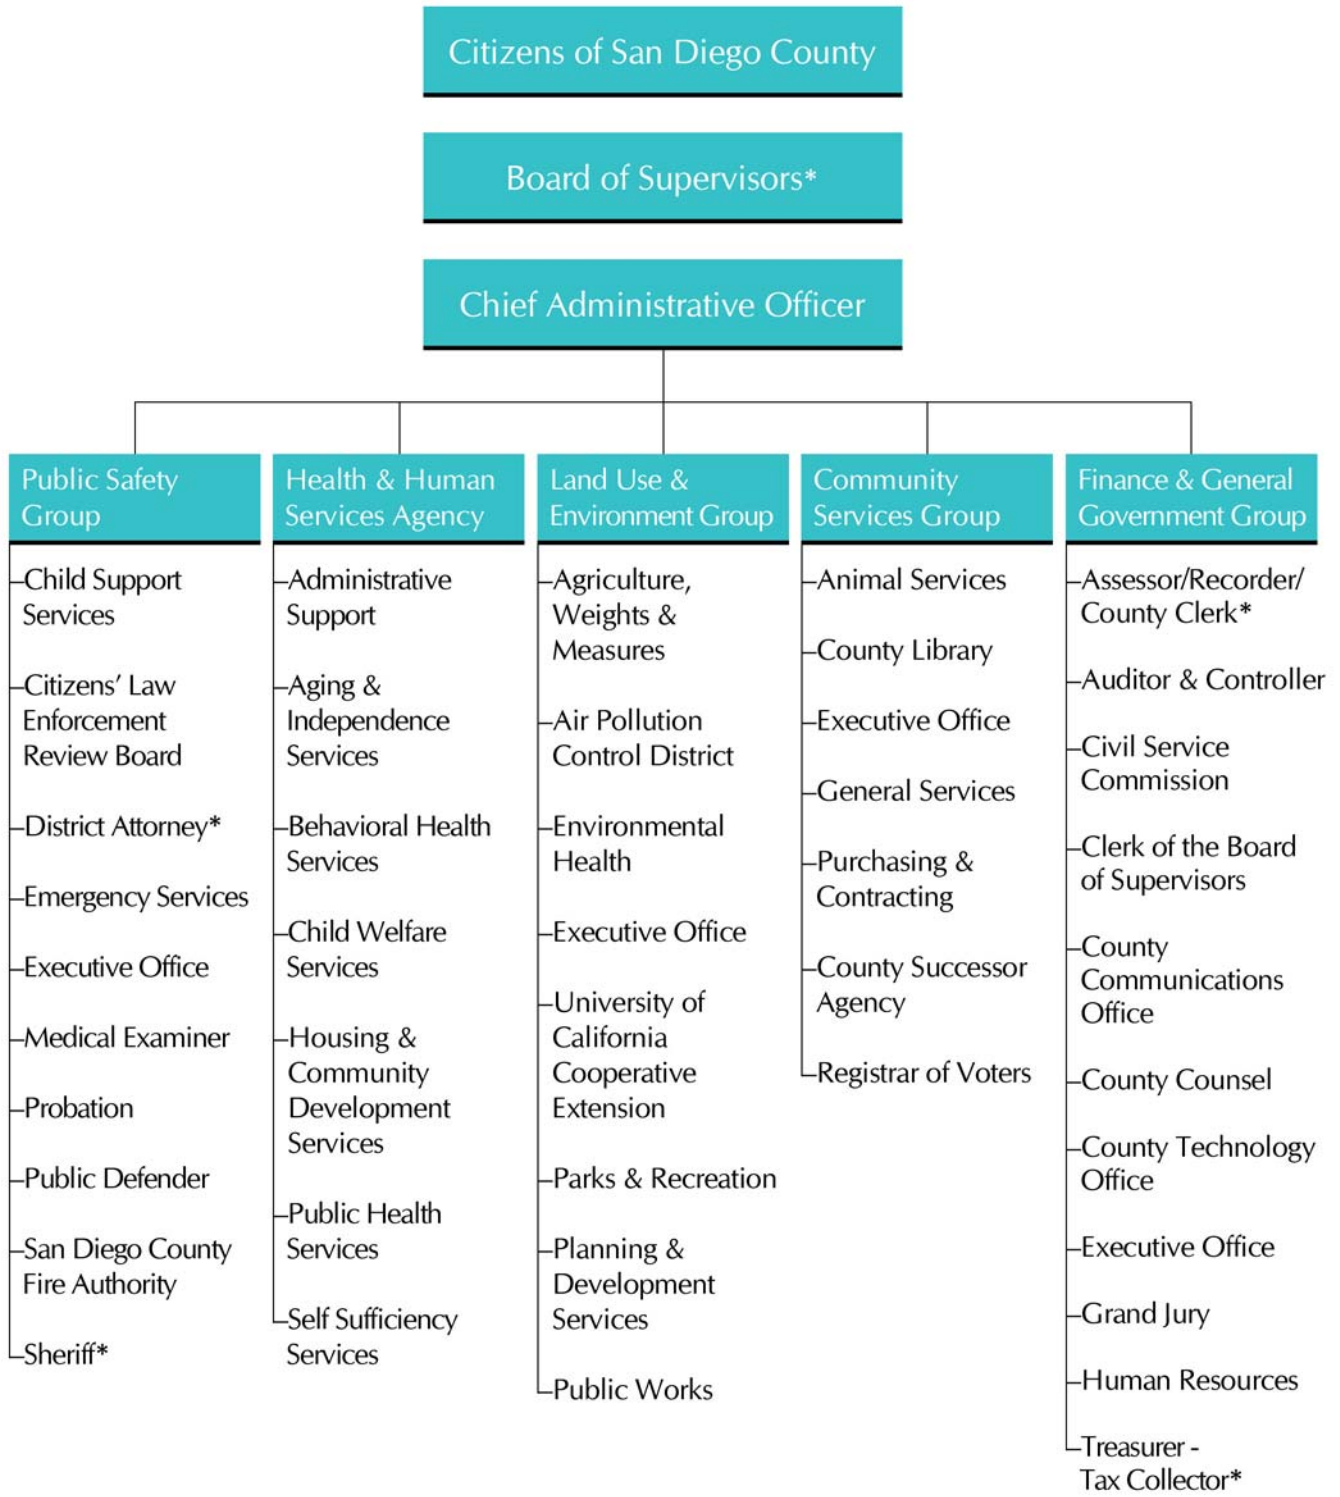 Citizens of San Diego County
Board of Supervisors*
Chief Administrative Officer
Public Safety
Group
Child Support
Services
Citizens’ Law
Enforcement
Review Board
District Attorney*
Emergency Services
Executive Office
Medical Examiner
Probation
Public Defender
San Diego County
Fire Authority
Sheriff*
Health & Human
Services Agency
Administrative
Support
Aging &
Independence
Services
Behavioral Health
Services
Child Welfare
Services
Housing &
Community
Development
Services
Public Health
Services
Self Sufficiency
Services
Land Use &
Environment Group
Agriculture,
Weights &
Measures
Air Pollution
Control District
Environmental
Health
Executive Office
University of
California
Cooperative
Extension
Parks & Recreation
Planning &
Development
Services
Public Works
Community
Services Group
Animal Services
County Library
Executive Office
General Services
Purchasing &
Contracting
County Successor
Agency
Registrar of Voters
Finance & General
Government Group
Assessor/Recorder/
County Clerk*
Auditor & Controller
Civil Service
Commission
Clerk of the Board
of Supervisors
County
Communications
Office
County Counsel
County Technology
Office
Executive Office
Grand Jury
Human Resources
Treasurer -
Tax Collector*